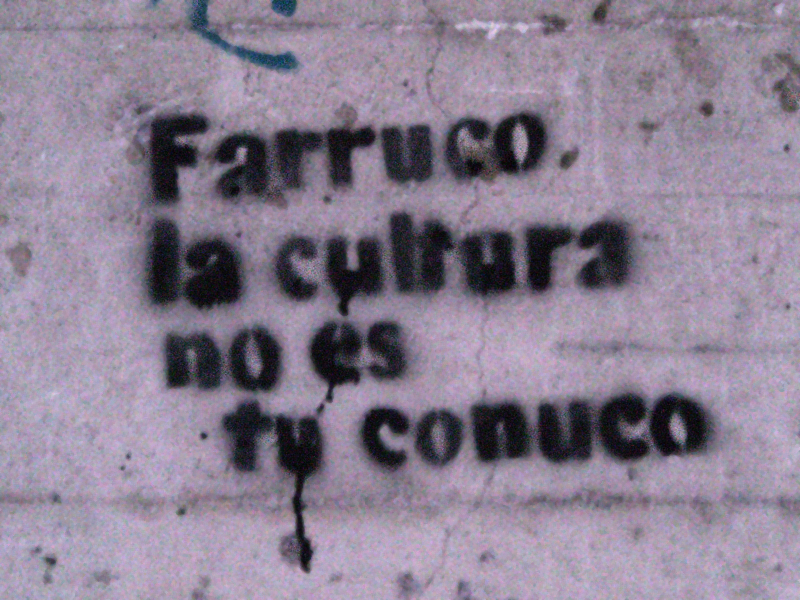 Farruco
la cultura
no es
tu conuco